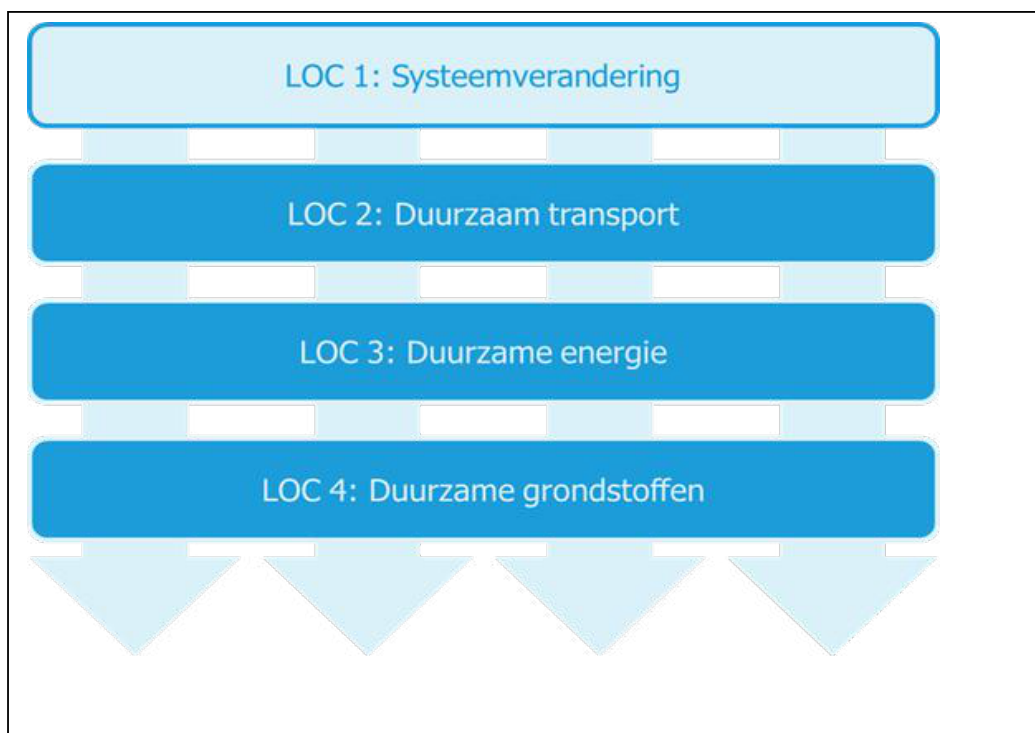 LOC 1: Systeemverandering
LOC 2: Duurzaam transport
LOC 3: Duurzame energie
LOC 4: Duurzame grondstoffen